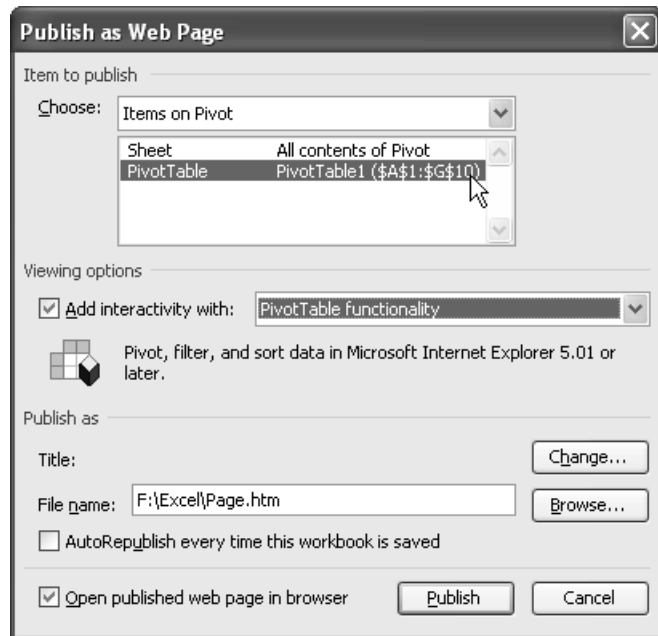 Publish as Web Page
Item to publish
Choose:
Items on Pivot
Sheet All contents of Pivot
PivotTable PivotTable1 ($A$1:$G$10)
Viewing options
Add interactivity with: PivotTable functionality
Pivot, filter, and sort data in Microsoft Internet Explorer 5.01 or
later.
Publish as
Title:
Change...
File name: F:\Excel\Page.htm
Browse...
AutoRepublish every time this workbook is saved
Open published web page in browser
Publish
Cancel